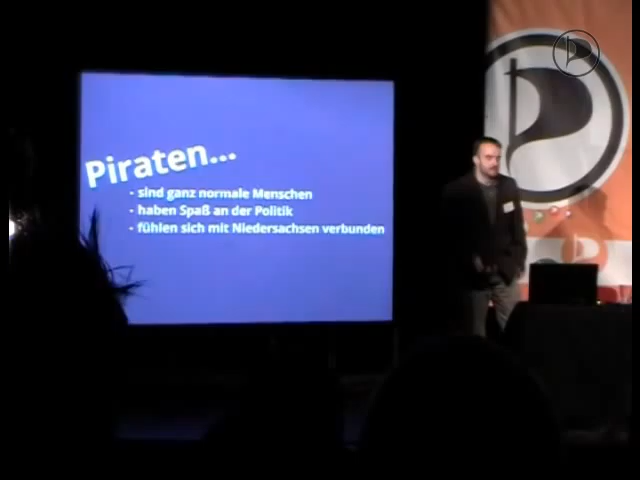 Piraten...
- sind ganz normale Menschen
- haben Spaß an der Politik
- fühlen sich mit Niedersachsen verbunden